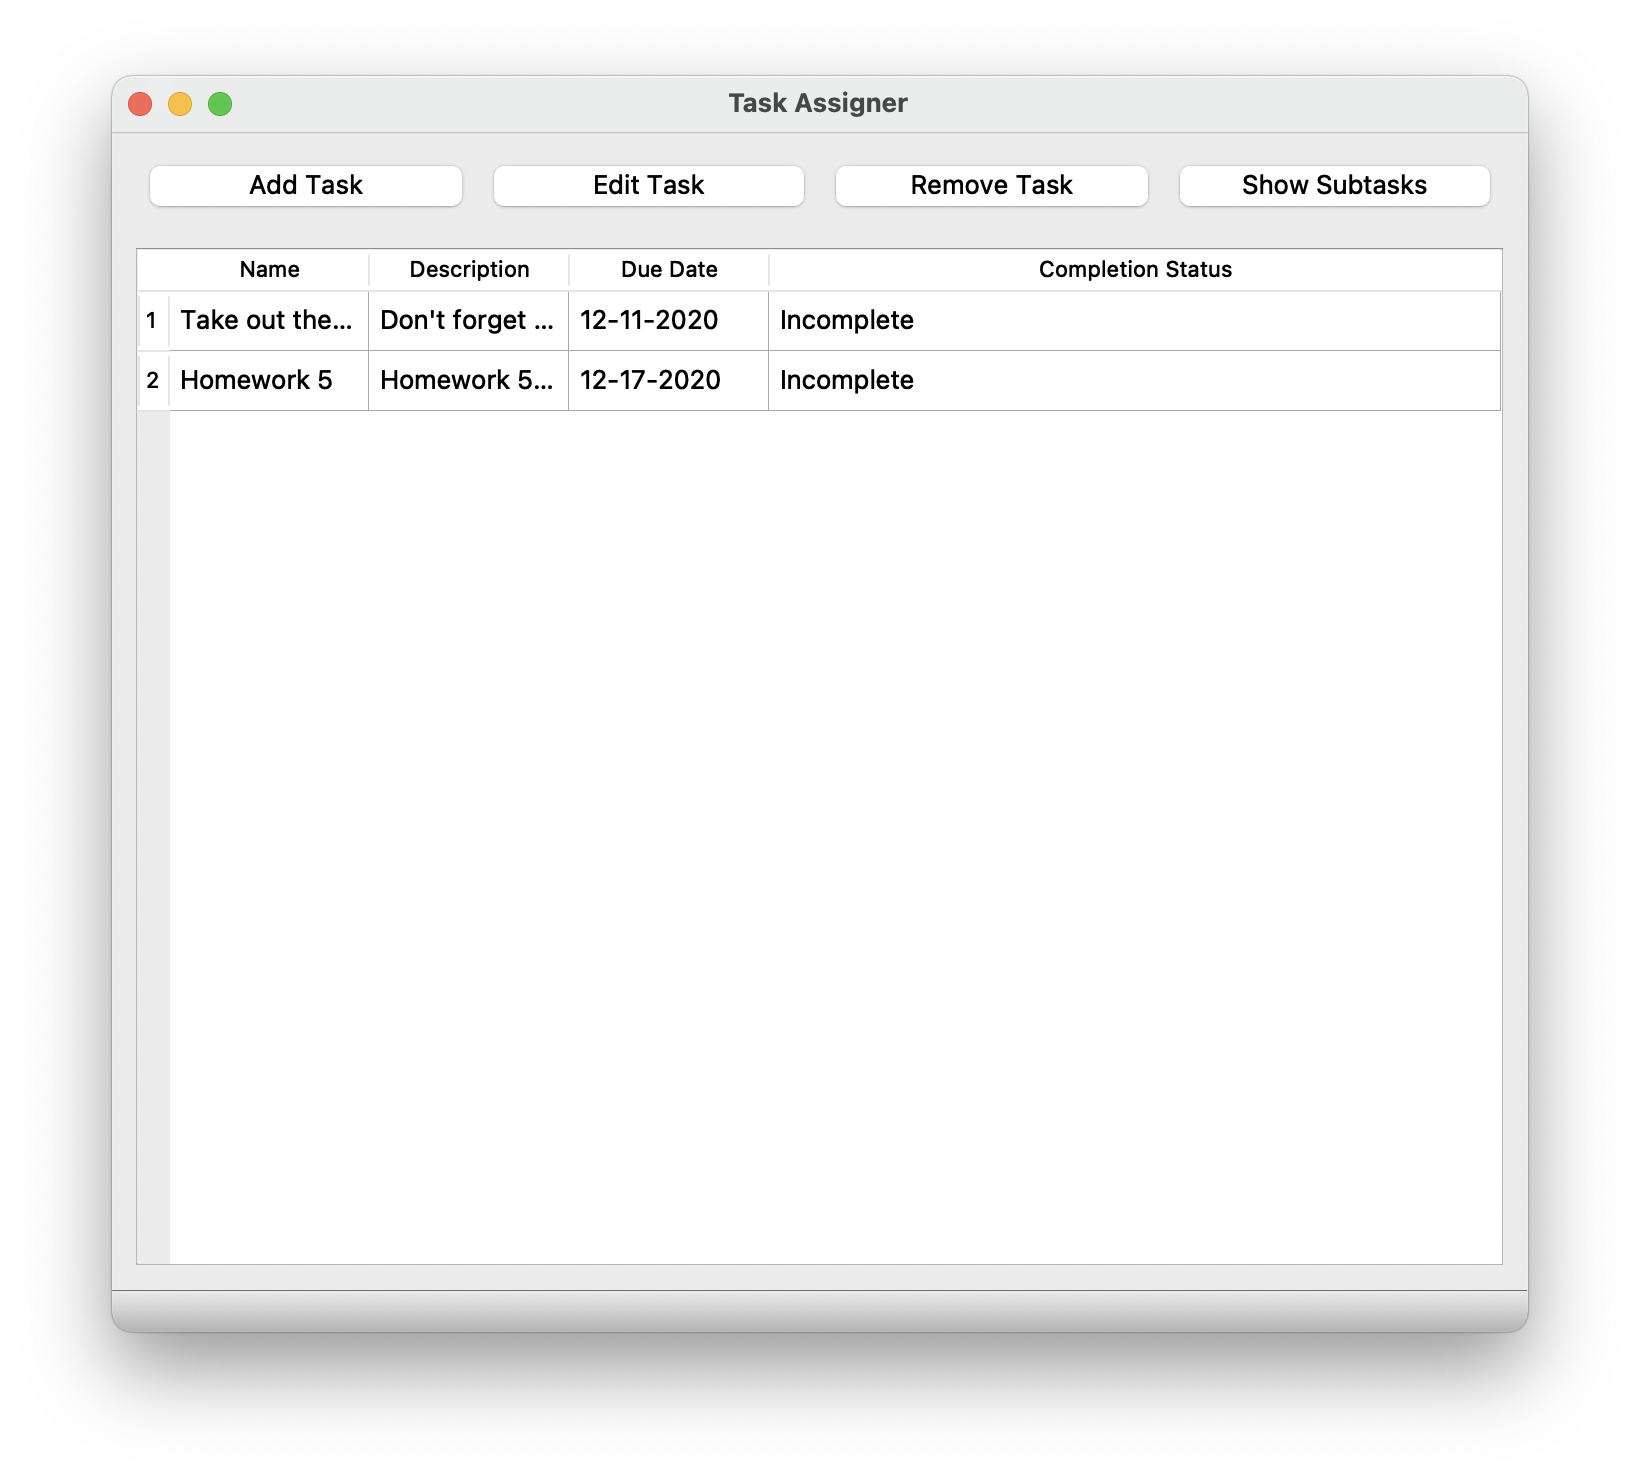 Task Assigner
Add Task Edit Task Remove Task Show Subtasks
Name Description Due Date Completion Status
1 Take out the... Don't forget ... 12-11-2020 Incomplete
2 Homework 5 Homework 5... 12-17-2020 Incomplete